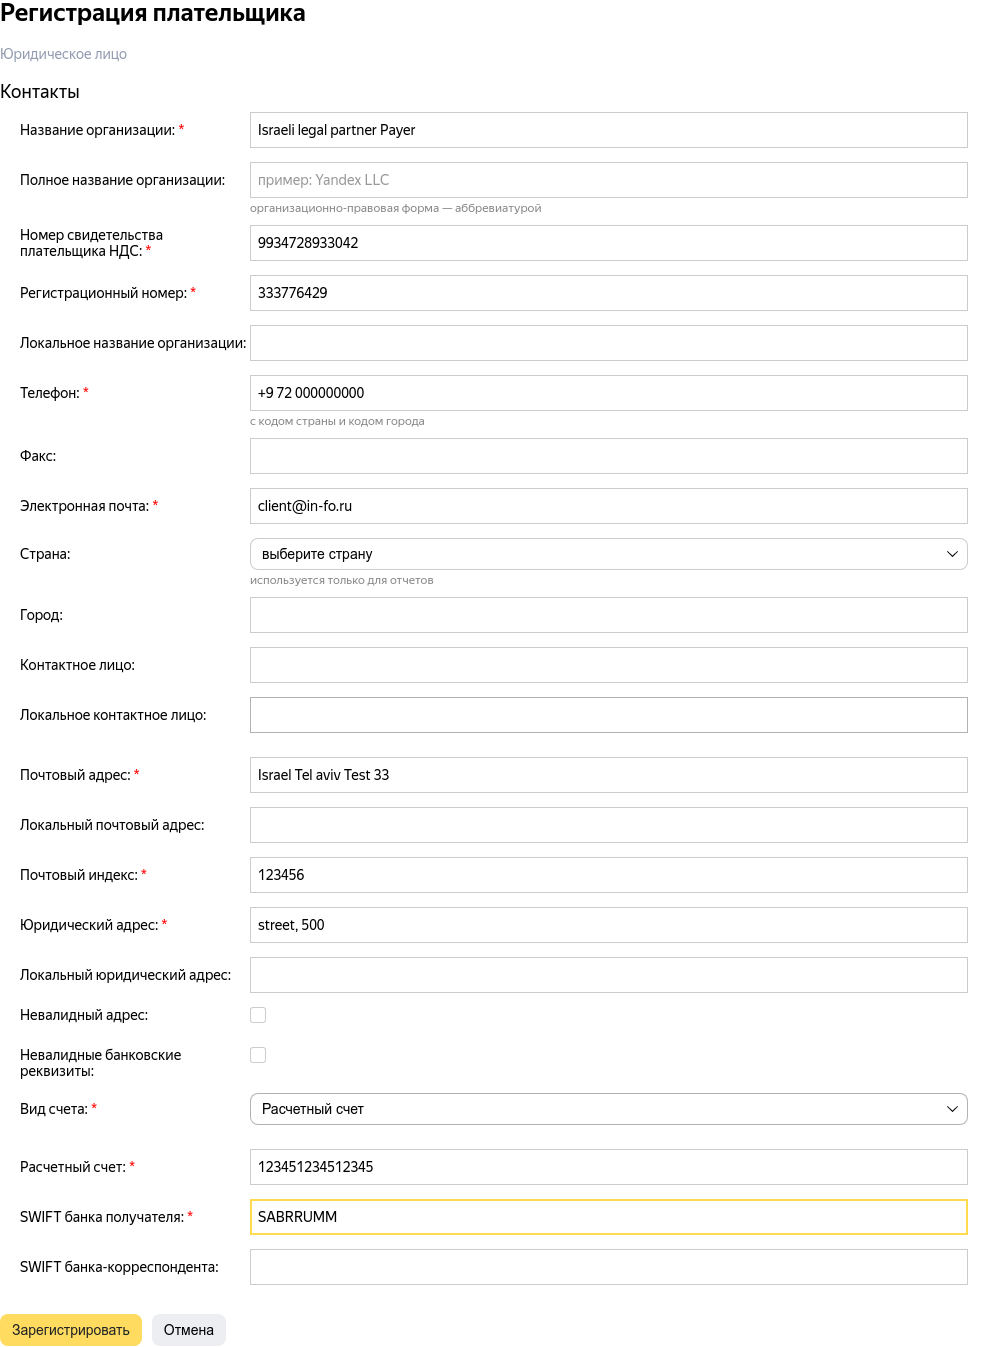 Регистрация плательщика
Юридическое лицо
Контакты
Название организации: *
Israeli legal partner Payer
Полное название организации:
пример: Yandex LLC
организационно-правовая форма — аббревиатурой
Номер свидетельства
плательщика НДС: *
9934728933042
Регистрационный номер: *
333776429
Локальное название организации:
Телефон: *
+9 72 000000000
с кодом страны и кодом города
Факс:
Электронная почта: *
client@in-fo.ru
Страна:
выберите страну
используется только для отчетов
Город:
Контактное лицо:
Локальное контактное лицо:
Почтовый адрес: *
Israel Tel aviv Test 33
Локальный почтовый адрес:
Почтовый индекс: *
123456
Юридический адрес: *
street, 500
Локальный юридический адрес:
Невалидный адрес:
Невалидные банковские
реквизиты:
Вид счета: *
Расчетный счет
Расчетный счет: *
123451234512345
SWIFT банка получателя: *
SABRRUMM
SWIFT банка-корреспондента:
Зарегистрировать
Отмена